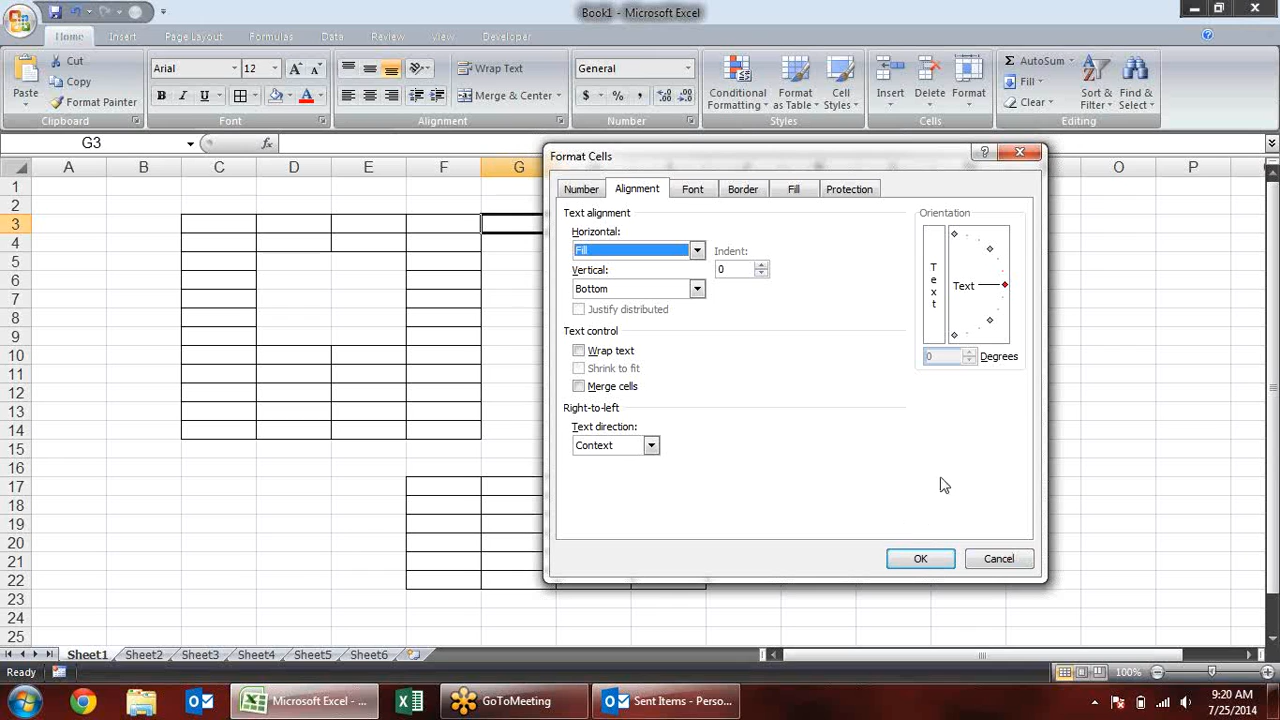 Book1 - Microsoft Excel
Home Insert Page Layout Formulas Data Review View Developer
Paste
Cut
Copy
Format Painter
Clipboard
Arial 12
B I U
Font
Wrap Text
Merge & Center
Alignment
General
$ % ,
Number
Conditional Formatting
Format as Table
Cell Styles
Styles
Insert Delete Format
Cells
AutoSum
Fill
Clear
Sort & Filter
Find & Select
Editing
G3 fx
A B C D E F G O P
1
2
3
4
5
6
7
8
9
10
11
12
13
14
15
16
17
18
19
20
21
22
23
24
25
Format Cells
Number Alignment Font Border Fill Protection
Text alignment
Horizontal:
Fill
Indent:
0
Vertical:
Bottom
Justify distributed
Text control
Wrap text
Shrink to fit
Merge cells
Right-to-left
Text direction:
Context
Orientation
Text
Text
0 Degrees
OK Cancel
Sheet1 Sheet2 Sheet3 Sheet4 Sheet5 Sheet6
Ready
100%
Microsoft Excel - ...
GoToMeeting
Sent Items - Perso...
9:20 AM
7/25/2014